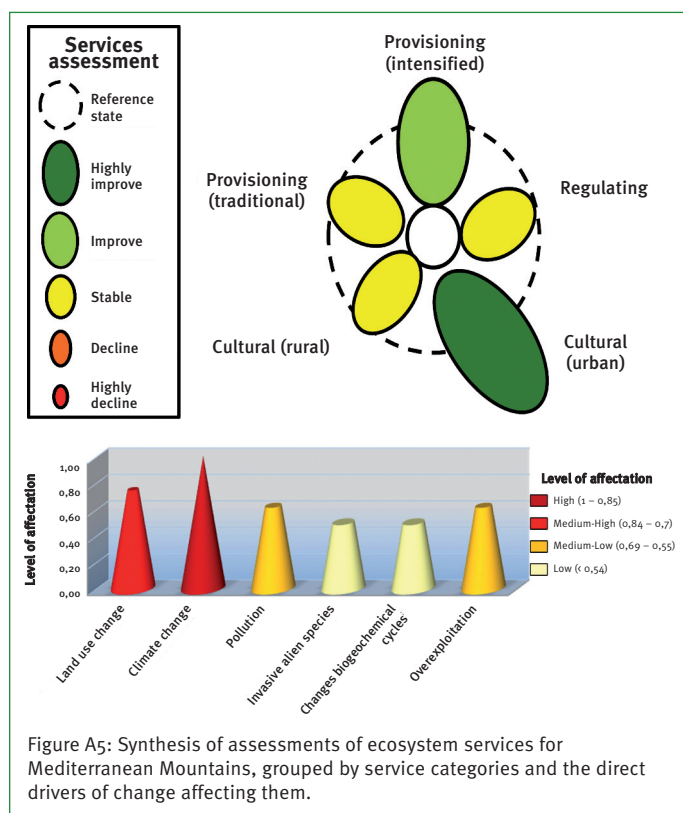 Services
assessment
Reference
state
Highly
improve
Improve
Stable
Decline
Highly
decline
Provisioning
(intensified)
Provisioning
(traditional)
Regulating
Cultural (rural)
Cultural
(urban)
Level of affectation
1,00
0,80
0,60
0,40
0,20
0,00
Land use change
Climate change
Pollution
Invasive alien species
Changes biogeochemical
cycles
Overexploitation
Level of affectation
High (1 – 0,85)
Medium-High (0,84 – 0,7)
Medium-Low (0,69 – 0,55)
Low (< 0,54)
Figure A5: Synthesis of assessments of ecosystem services for
Mediterranean Mountains, grouped by service categories and the direct
drivers of change affecting them.